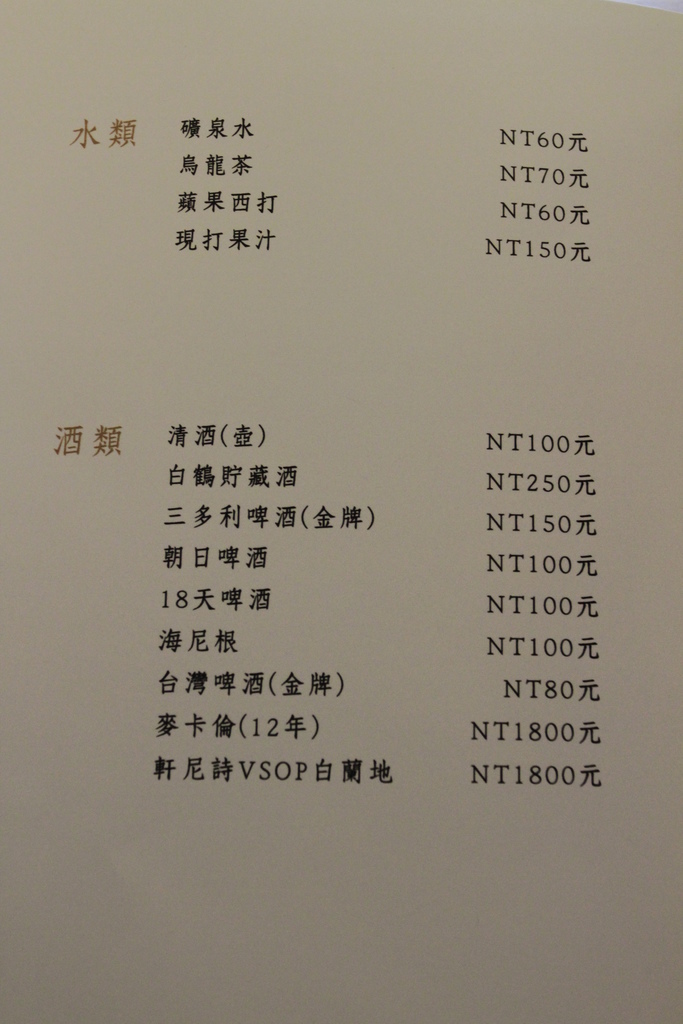 水類 礦泉水 NT60元
烏龍茶 NT70元
蘋果西打 NT60元
現打果汁 NT150元
酒類 清酒(壺) NT100元
白鶴貯藏酒 NT250元
三多利啤酒(金牌) NT150元
朝日啤酒 NT100元
18天啤酒 NT100元
海尼根 NT100元
台灣啤酒(金牌) NT80元
麥卡倫(12年) NT1800元
軒尼詩VSOP白蘭地 NT1800元